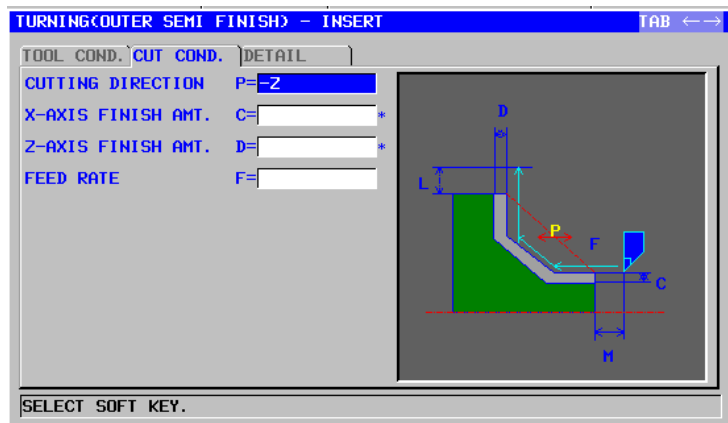 TURNING(OUTER SEMI FINISH) - INSERT TAB ←→
TOOL COND. CUT COND. DETAIL
CUTTING DIRECTION P=-Z
X-AXIS FINISH AMT. C= *
Z-AXIS FINISH AMT. D= *
FEED RATE F=
D
L
P
F
C
M
SELECT SOFT KEY.